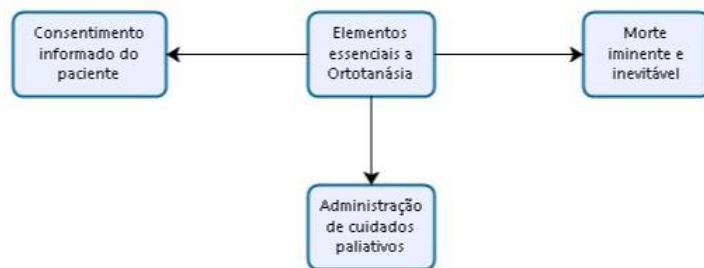 Consentimento
informado do
paciente
Elementos
essenciais a
Ortotanásia
Morte
iminente e
inevitável
Administração
de cuidados
paliativos